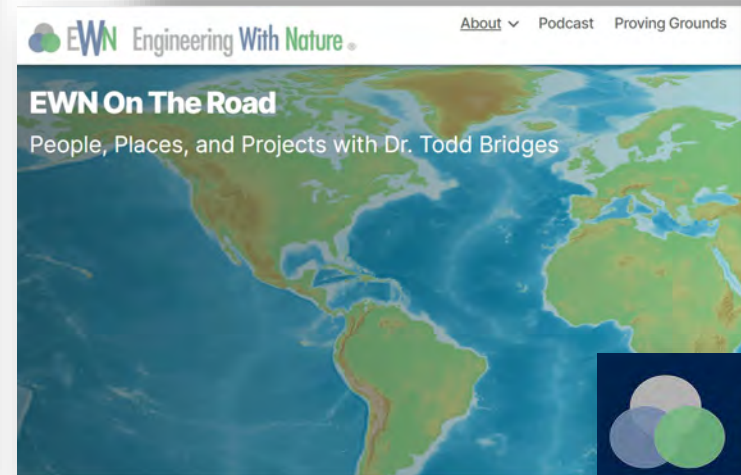 EWN Engineering With Nature ®
About Podcast Proving Grounds
EWN On The Road
People, Places, and Projects with Dr. Todd Bridges